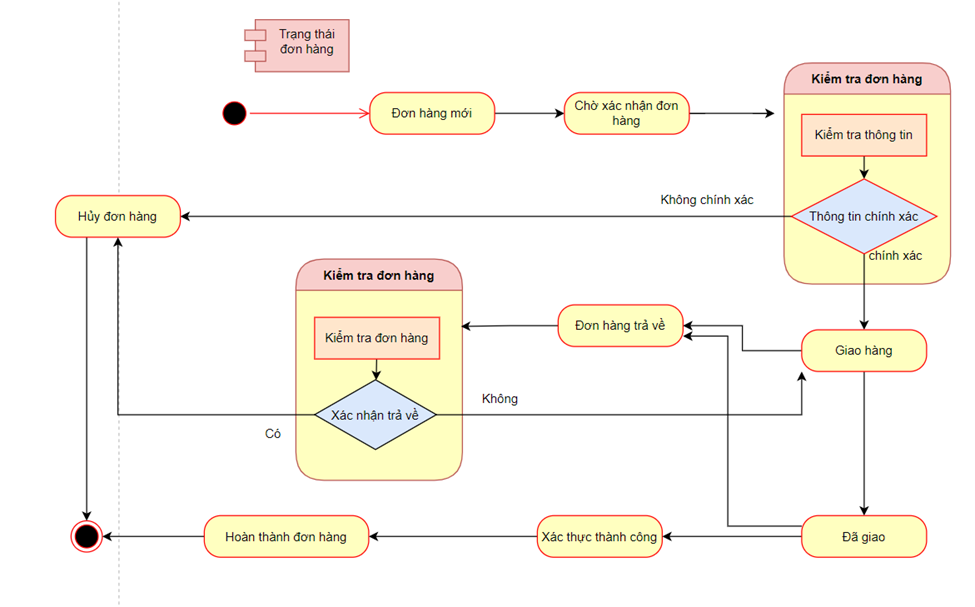 Trạng thái
đơn hàng
Đơn hàng mới
Chờ xác nhận đơn
hàng
Kiểm tra đơn hàng
Kiểm tra thông tin
Thông tin chính xác
Không chính xác
chính xác
Hủy đơn hàng
Kiểm tra đơn hàng
Kiểm tra đơn hàng
Xác nhận trả về
Có
Không
Đơn hàng trả về
Giao hàng
Hoàn thành đơn hàng
Xác thực thành công
Đã giao